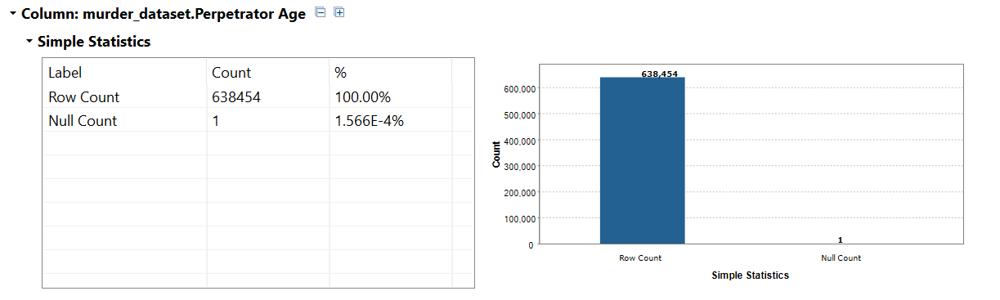 Column: murder_dataset.Perpetrator Age
Simple Statistics
Label Count %
Row Count 638454 100.00%
Null Count 1 1.566E-4%
638,454
600,000
500,000
400,000
300,000
200,000
100,000
0
Count
1
Row Count Null Count
Simple Statistics